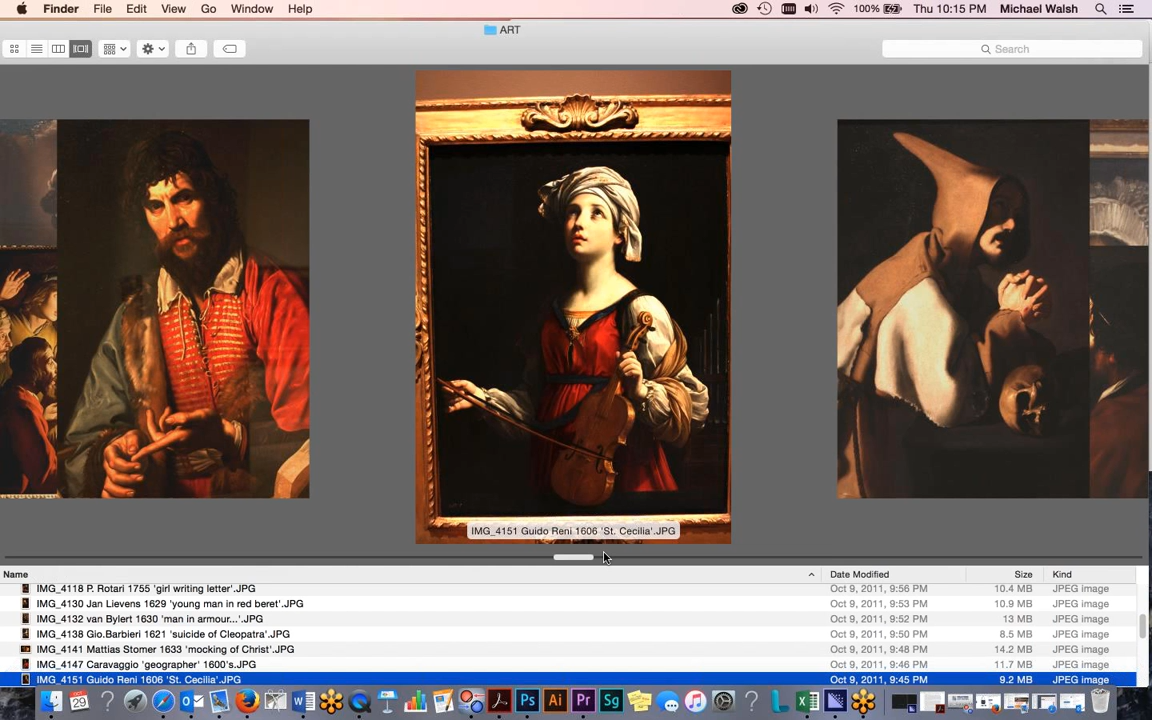 Finder File Edit View Go Window Help 100% Thu 10:15 PM Michael Walsh
ART
Search
IMG_4151 Guido Reni 1606 'St. Cecilia'.JPG
Name Date Modified Size Kind
IMG_4118 P. Rotari 1755 'girl writing letter'.JPG Oct 9, 2011, 9:56 PM 10.4 MB JPEG image
IMG_4130 Jan Lievens 1629 'young man in red beret'.JPG Oct 9, 2011, 9:53 PM 10.9 MB JPEG image
IMG_4132 van Bylert 1630 'man in armour...'.JPG Oct 9, 2011, 9:52 PM 13 MB JPEG image
IMG_4138 Gio.Barbieri 1621 'suicide of Cleopatra'.JPG Oct 9, 2011, 9:50 PM 8.5 MB JPEG image
IMG_4141 Mattias Stomer 1633 'mocking of Christ'.JPG Oct 9, 2011, 9:48 PM 14.2 MB JPEG image
IMG_4147 Caravaggio 'geographer' 1600's.JPG Oct 9, 2011, 9:46 PM 11.7 MB JPEG image
IMG_4151 Guido Reni 1606 'St. Cecilia'.JPG Oct 9, 2011, 9:45 PM 9.2 MB JPEG image
29 ? W Ps Ai Pr Sg ? L X